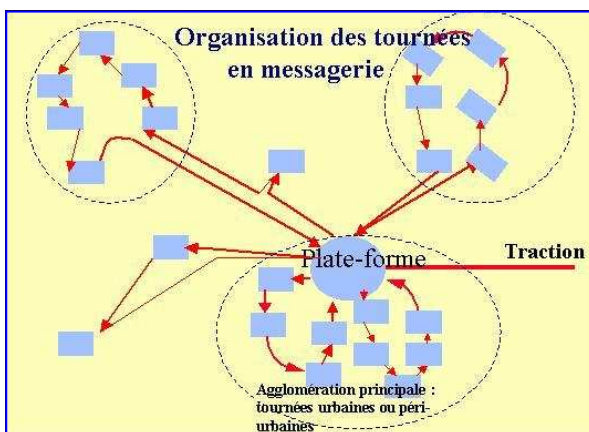 Organisation des tournées
en messagerie
Plate-forme
Traction
Agglomération principale :
tournées urbaines ou péri-
urbaines